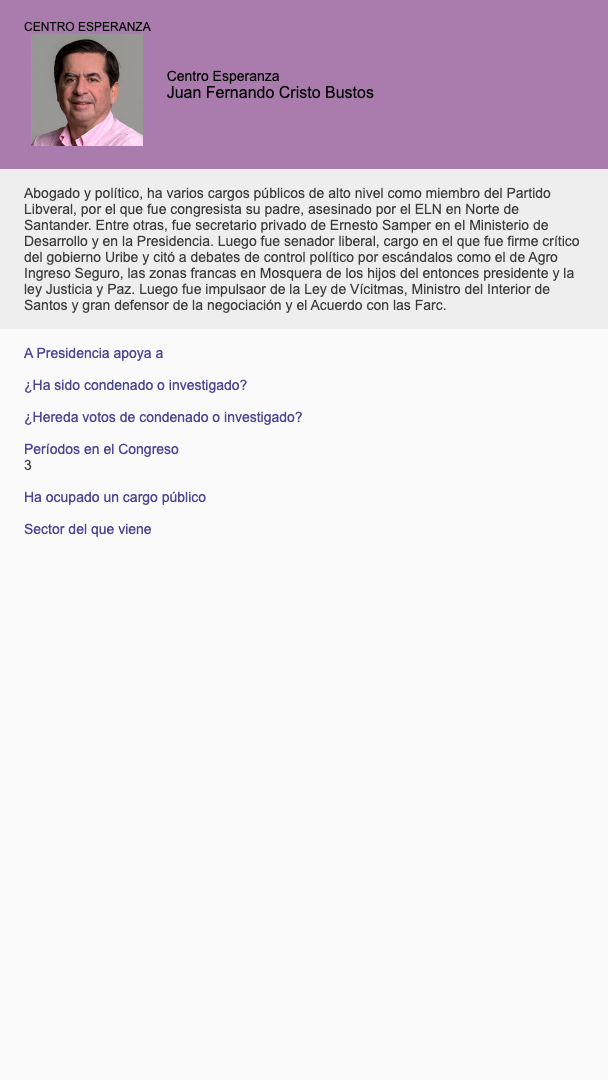 CENTRO ESPERANZA
Centro Esperanza
Juan Fernando Cristo Bustos
Abogado y político, ha varios cargos públicos de alto nivel como miembro del Partido
Libveral, por el que fue congresista su padre, asesinado por el ELN en Norte de
Santander. Entre otras, fue secretario privado de Ernesto Samper en el Ministerio de
Desarrollo y en la Presidencia. Luego fue senador liberal, cargo en el que fue firme crítico
del gobierno Uribe y citó a debates de control político por escándalos como el de Agro
Ingreso Seguro, las zonas francas en Mosquera de los hijos del entonces presidente y la
ley Justicia y Paz. Luego fue impulsaor de la Ley de Vícitmas, Ministro del Interior de
Santos y gran defensor de la negociación y el Acuerdo con las Farc.
A Presidencia apoya a
¿Ha sido condenado o investigado?
¿Hereda votos de condenado o investigado?
Períodos en el Congreso
3
Ha ocupado un cargo público
Sector del que viene